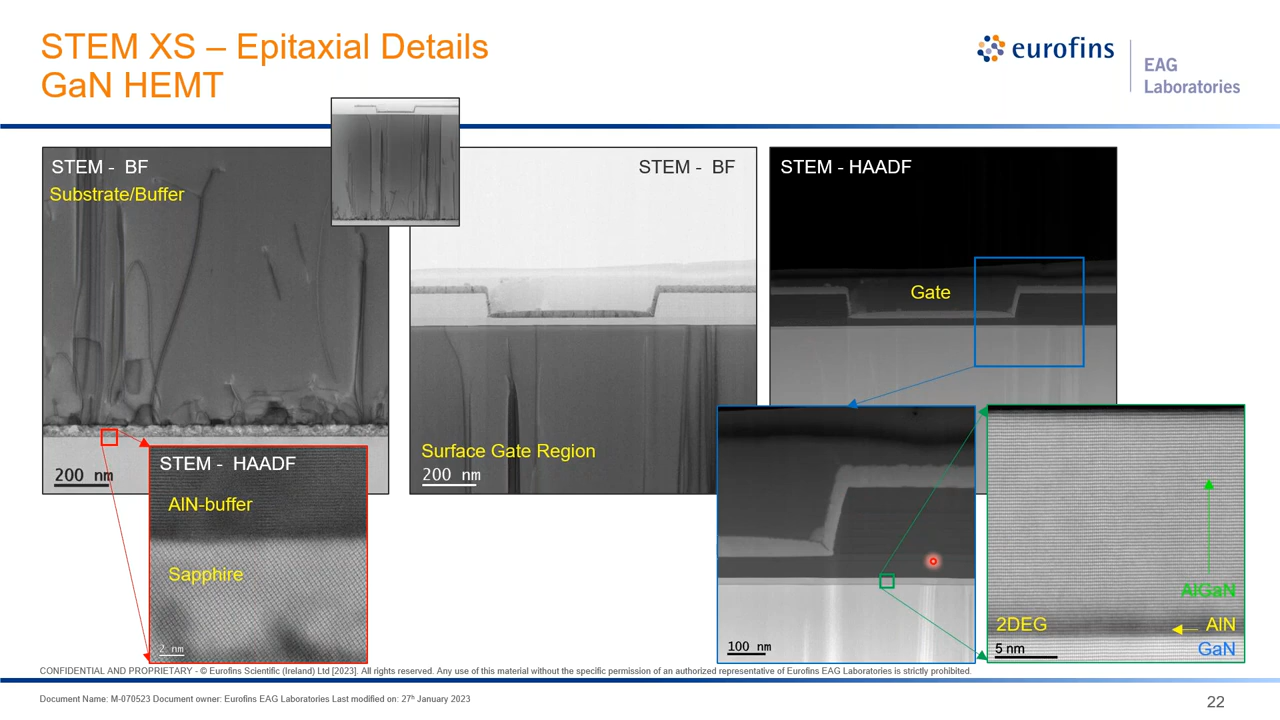 STEM XS – Epitaxial Details
GaN HEMT
eurofins
EAG
Laboratories
STEM - BF
Substrate/Buffer
200 nm
STEM - HAADF
AlN-buffer
Sapphire
2 nm
STEM - BF
Surface Gate Region
200 nm
STEM - HAADF
Gate
100 nm
AlGaN
2DEG
AlN
GaN
5 nm
CONFIDENTIAL AND PROPRIETARY - © Eurofins Scientific (Ireland) Ltd [2023]. All rights reserved. Any use of this material without the specific permission of an authorized representative of Eurofins EAG Laboratories is strictly prohibited.
Document Name: M-070523 Document owner: Eurofins EAG Laboratories Last modified on: 27th January 2023
22